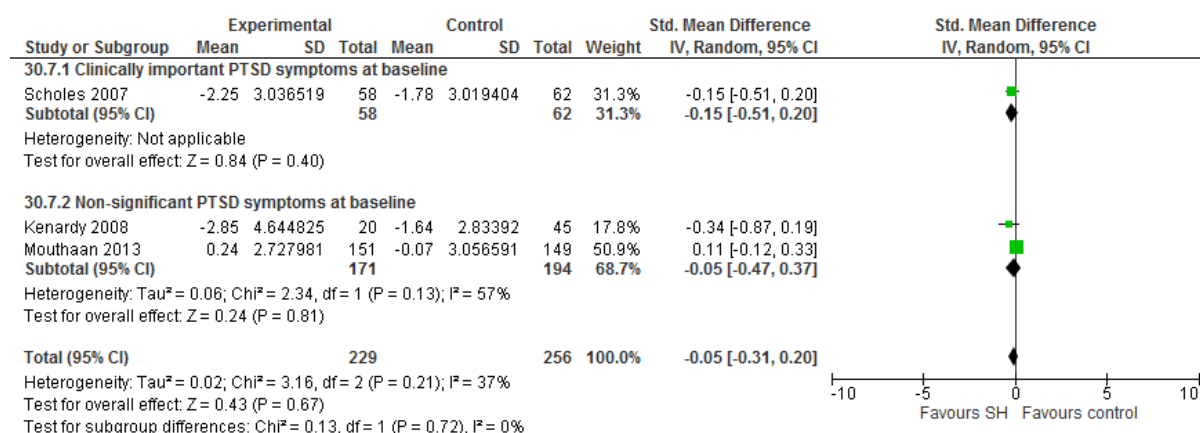 Experimental Control Std. Mean Difference Std. Mean Difference
Study or Subgroup Mean SD Total Mean SD Total Weight IV, Random, 95% CI IV, Random, 95% CI
30.7.1 Clinically important PTSD symptoms at baseline
Scholes 2007 -2.25 3.036519 58 -1.78 3.019404 62 31.3% -0.15 [-0.51, 0.20]
Subtotal (95% CI) 58 62 31.3% -0.15 [-0.51, 0.20]
Heterogeneity: Not applicable
Test for overall effect: Z = 0.84 (P = 0.40)
30.7.2 Non-significant PTSD symptoms at baseline
Kenardy 2008 -2.85 4.644825 20 -1.64 2.83392 45 17.8% -0.34 [-0.87, 0.19]
Mouthaan 2013 0.24 2.727981 151 -0.07 3.056591 149 50.9% 0.11 [-0.12, 0.33]
Subtotal (95% CI) 171 194 68.7% -0.05 [-0.47, 0.37]
Heterogeneity: Tau² = 0.06; Chi² = 2.34, df = 1 (P = 0.13); I² = 57%
Test for overall effect: Z = 0.24 (P = 0.81)
Total (95% CI) 229 256 100.0% -0.05 [-0.31, 0.20]
Heterogeneity: Tau² = 0.02; Chi² = 3.16, df = 2 (P = 0.21); I² = 37%
Test for overall effect: Z = 0.43 (P = 0.67)
Test for subgroup differences: Chi² = 0.13, df = 1 (P = 0.72), I² = 0%
-10 -5 0 5 10
Favours SH Favours control